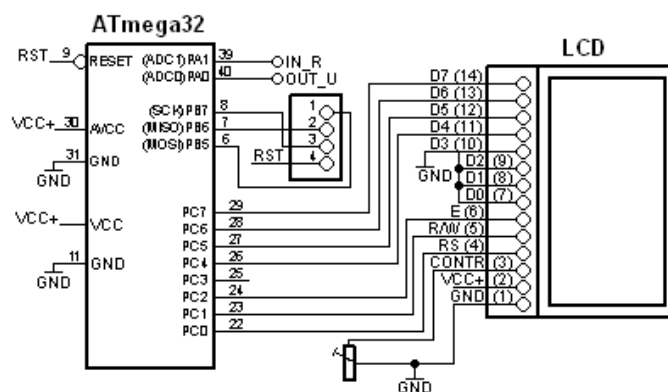 ATmega32
LCD
RST 9 RESET
(ADC1)PA1 39 IN_R
(ADC0)PA0 40 OUT_U
VCC+ 30 AVCC
31 GND
GND
VCC+ VCC
11 GND
GND
(SCK)PB7 8
(MISO)PB6 7
(MOSI)PB5 6
1
2
3
RST 4
PC7 29
PC6 28
PC5 27
PC4 26
PC3 25
PC2 24
PC1 23
PC0 22
D7 (14)
D6 (13)
D5 (12)
D4 (11)
D3 (10)
GND D2 (9)
D1 (8)
D0 (7)
E (6)
R/W (5)
RS (4)
CONTR (3)
VCC+ (2)
GND (1)
GND